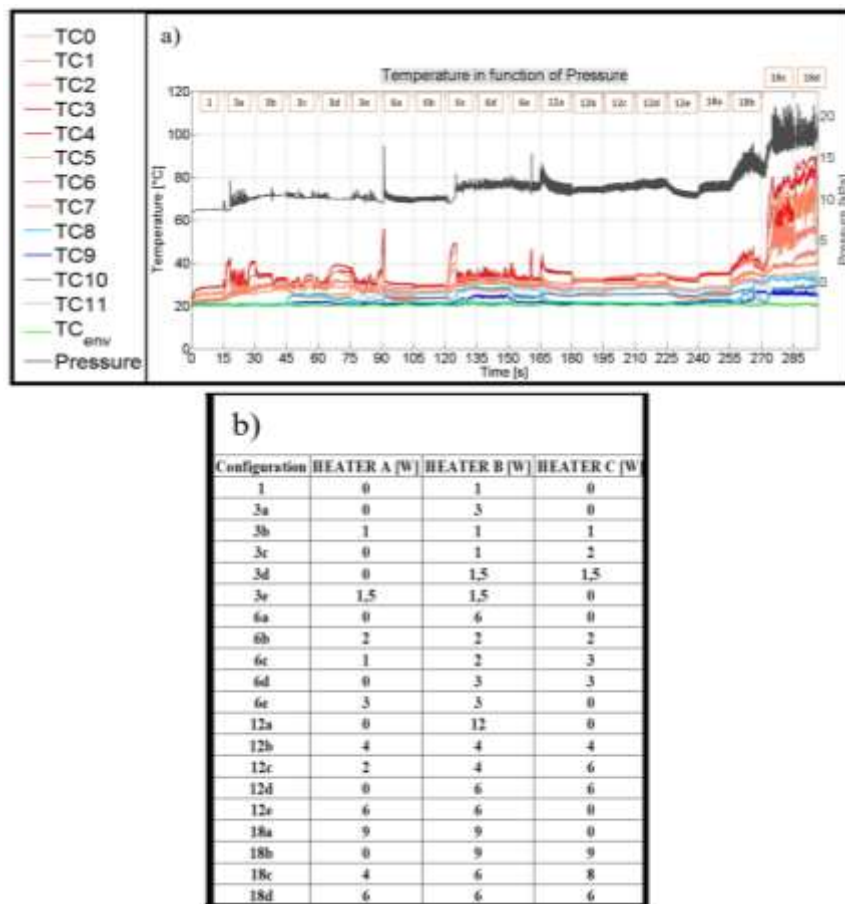 TC0
TC1
TC2
TC3
TC4
TC5
TC6
TC7
TC8
TC9
TC10
TC11
TC env
Pressure
a)
Temperature in function of Pressure
18c 18d
1 3a 3b 3c 3d 3e 6a 6b 6c 6d 6e 12a 12b 12c 12d 12e 18a 18b
Temperature [°C]
120
100
80
60
40
20
0
Pressure [kPa]
20
15
10
5
0
0 15 30 45 60 75 90 105 120 135 150 165 180 195 210 225 240 255 270 285
Time [s]
b)
Configuration HEATER A [W] HEATER B [W] HEATER C [W]
1 0 1 0
3a 0 3 0
3b 1 1 1
3c 0 1 2
3d 0 1,5 1,5
3e 1,5 1,5 0
6a 0 6 0
6b 2 2 2
6c 1 2 3
6d 0 3 3
6e 3 3 0
12a 0 12 0
12b 4 4 4
12c 2 4 6
12d 0 6 6
12e 6 6 0
18a 9 9 0
18b 0 9 9
18c 4 6 8
18d 6 6 6